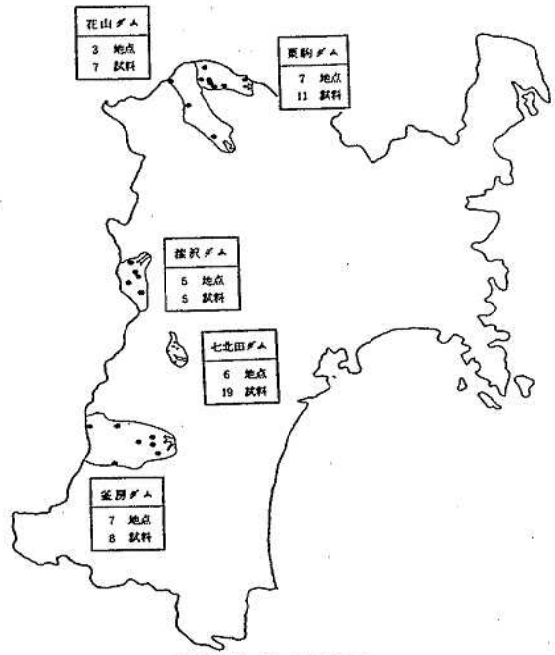 花山ダム
3 地点
7 試料
栗駒ダム
7 地点
11 試料
漆沢ダム
5 地点
5 試料
七北田ダム
6 地点
19 試料
釜房ダム
7 地点
8 試料